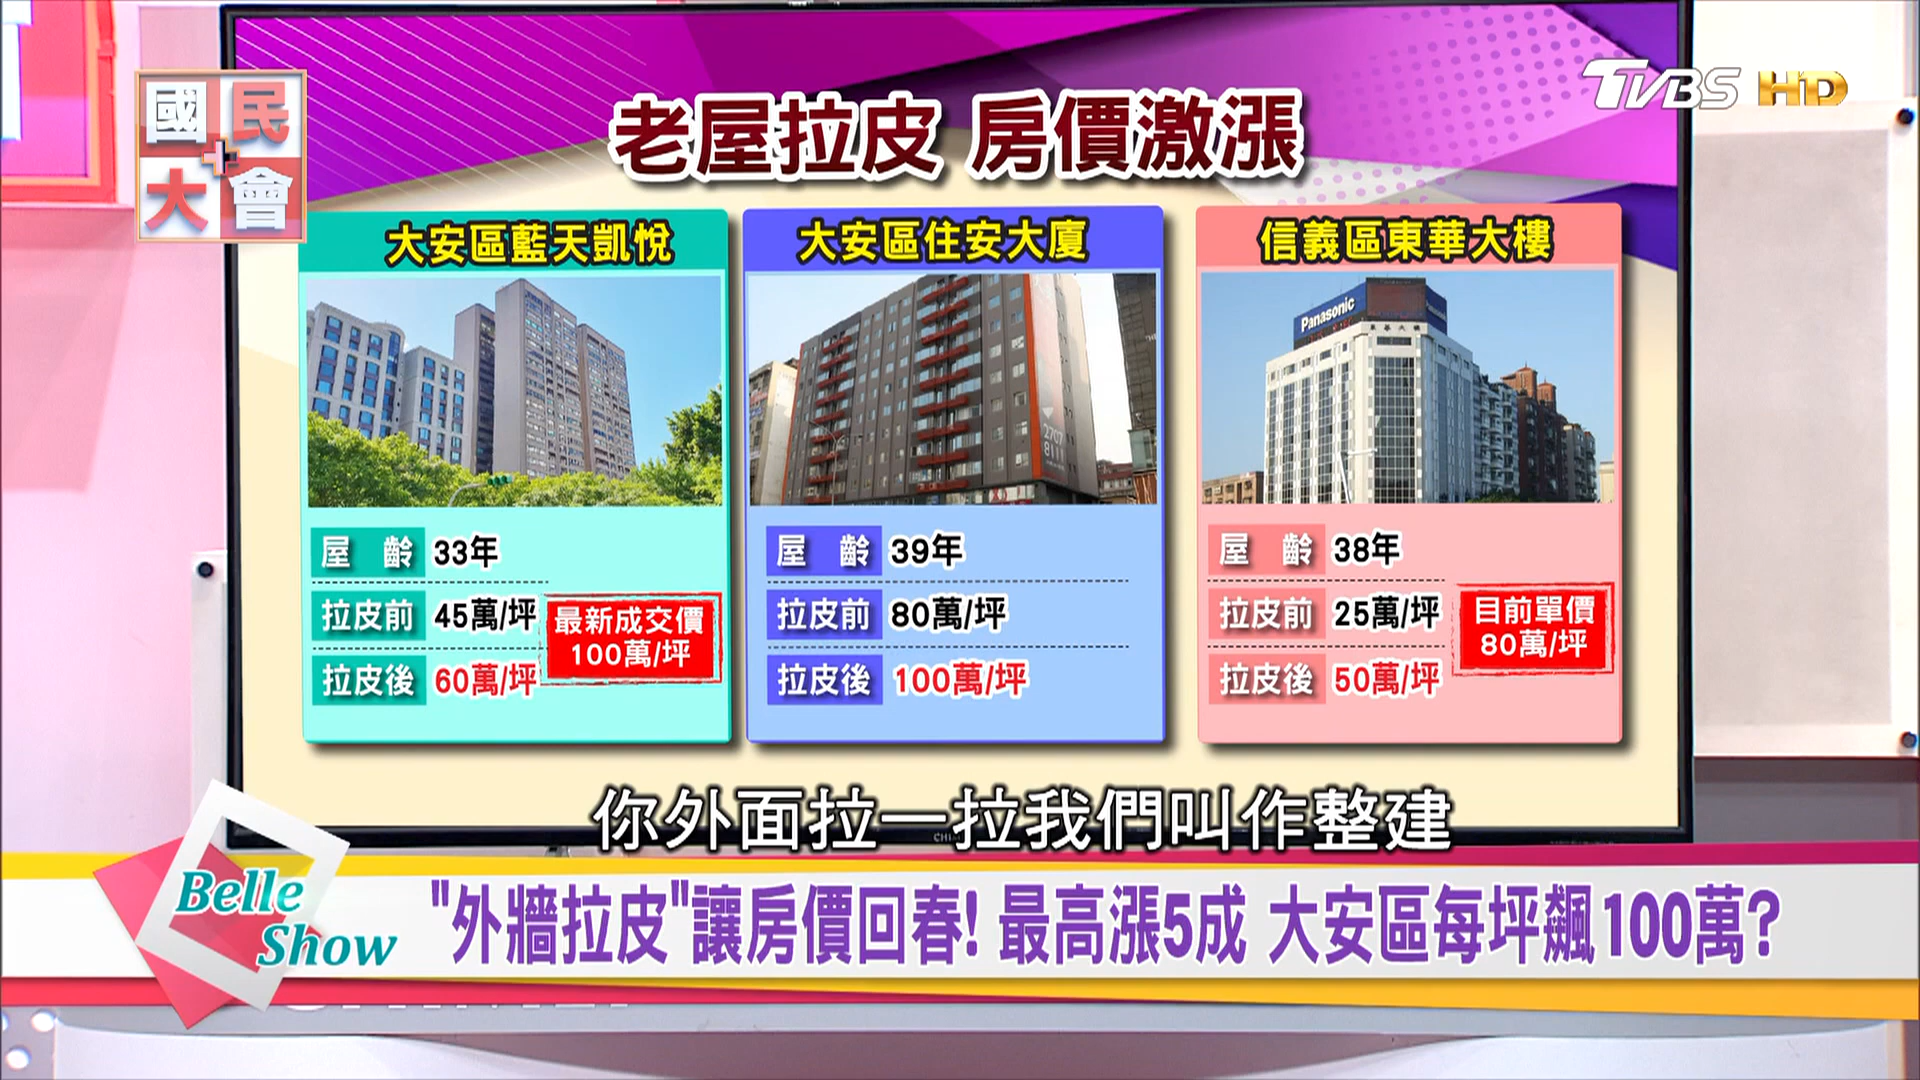 國民
大會
TVBS HD
老屋拉皮 房價激漲
大安區藍天凱悅
屋 齡 33年
拉皮前 45萬/坪
拉皮後 60萬/坪
最新成交價
100萬/坪
大安區住安大廈
2707
屋 齡 39年
拉皮前 80萬/坪
拉皮後 100萬/坪
信義區東華大樓
Panasonic
東華大樓
屋 齡 38年
拉皮前 25萬/坪
拉皮後 50萬/坪
目前單價
80萬/坪
你外面拉一拉我們叫作整建
Belle
Show
"外牆拉皮"讓房價回春! 最高漲5成 大安區每坪飆100萬?